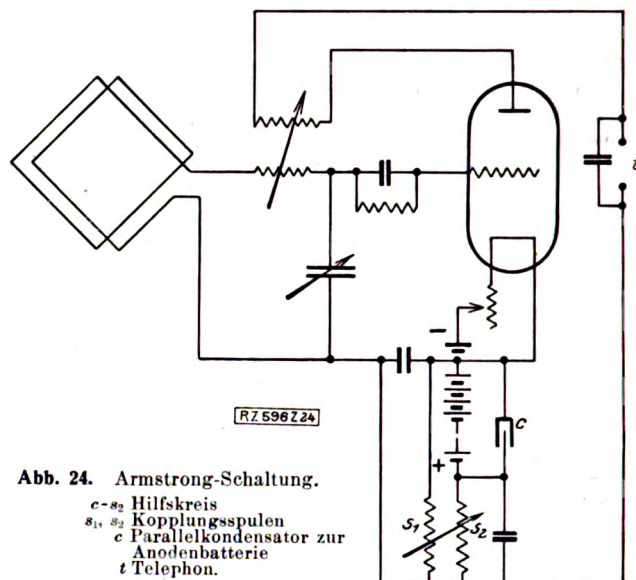 t
−
RZ 596 Z 24
c
+
s₁ s₂
Abb. 24. Armstrong-Schaltung.
c-s₂ Hilfskreis
s₁, s₂ Kopplungsspulen
c Parallelkondensator zur
Anodenbatterie
t Telephon.